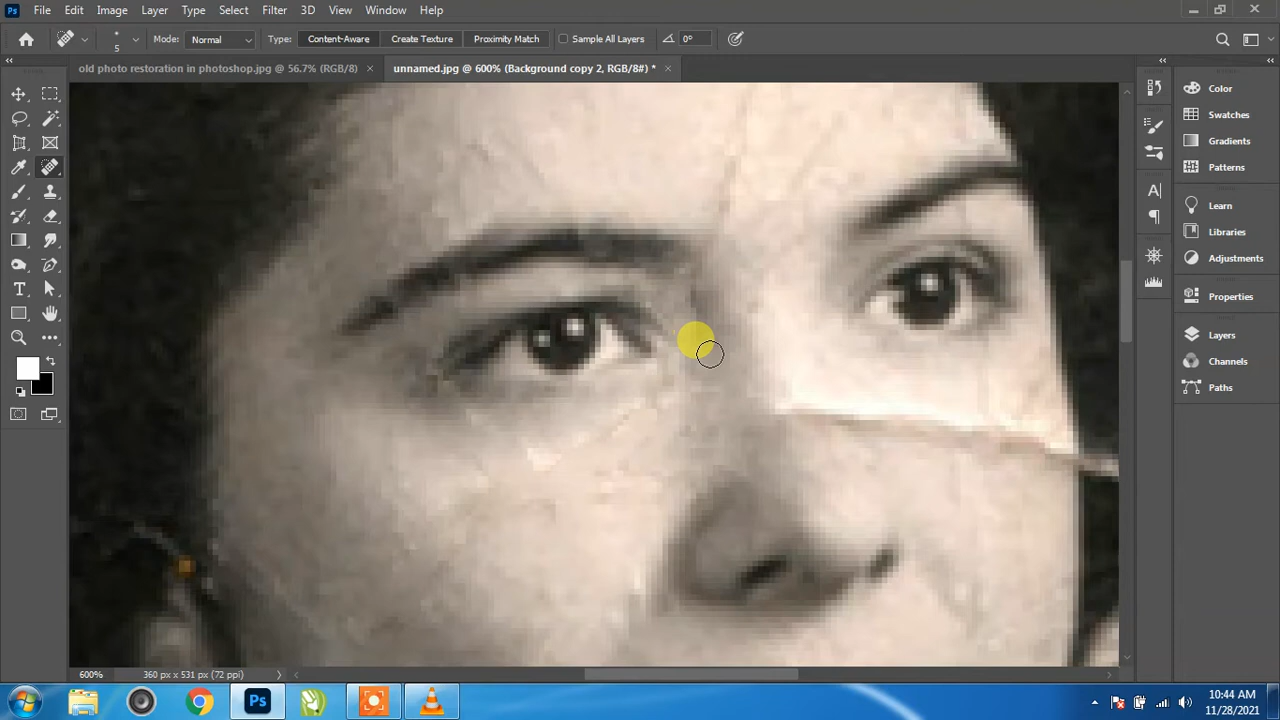 Ps File Edit Image Layer Type Select Filter 3D View Window Help
5 Mode: Normal Type: Content-Aware Create Texture Proximity Match Sample All Layers 0°
old photo restoration in photoshop.jpg @ 56.7% (RGB/8) × unnamed.jpg @ 600% (Background copy 2, RGB/8#) * ×
Color
Swatches
Gradients
Patterns
Learn
Libraries
Adjustments
Properties
Layers
Channels
Paths
600% 360 px x 531 px (72 ppi)
Ps 10:44 AM
11/28/2021